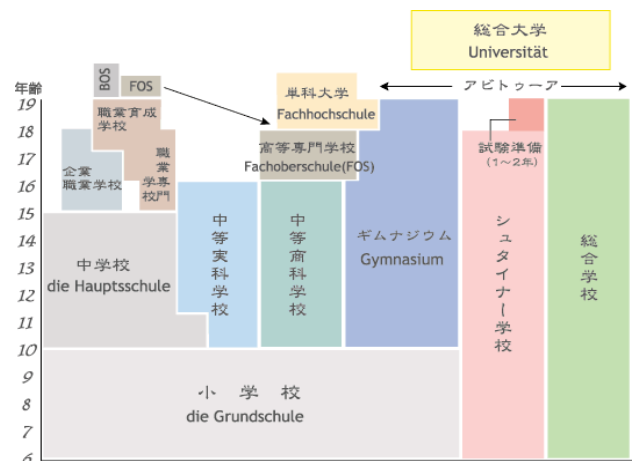 総合大学
Universität
アビトゥーア
年齢
19
18
17
16
15
14
13
12
11
10
9
8
7
6
BOS
FOS
職業育成
学校
企業
職業学校
職業学校専門
単科大学
Fachhochschule
高等専門学校
Fachoberschule(FOS)
試験準備
(1～2年)
中学校
die Hauptsschule
中等実科学校
中等商科学校
ギムナジウム
Gymnasium
シュタイナー学校
総合学校
小学校
die Grundschule